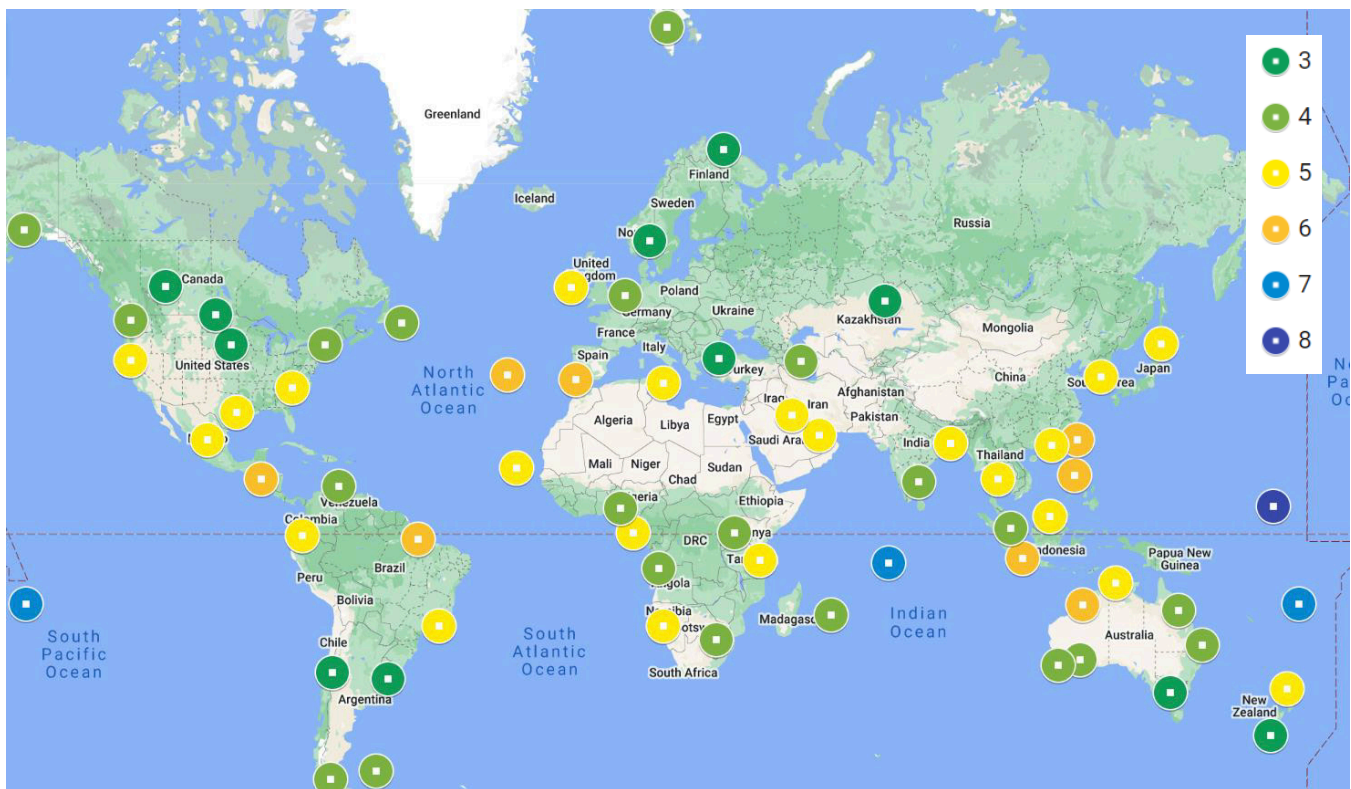 Greenland
3
4
5
6
7
8
Finland
Iceland
Sweden
Russia
Canada
United
Poland
Kazakhstan
Ukraine
Mongolia
France
Italy
Spain
United States
North
Atlantic
Ocean
China
Japan
Afghanistan
Iran
Pakistan
Algeria
Libya
Egypt
India
Thailand
Mali
Niger
Sudan
Chad
Ethiopia
Venezuela
DRC
Papua New
Guinea
Brazil
Peru
Bolivia
Indian
Ocean
Australia
South
Pacific
Ocean
Chile
South
Atlantic
Ocean
South Africa
Argentina
New
Zealand